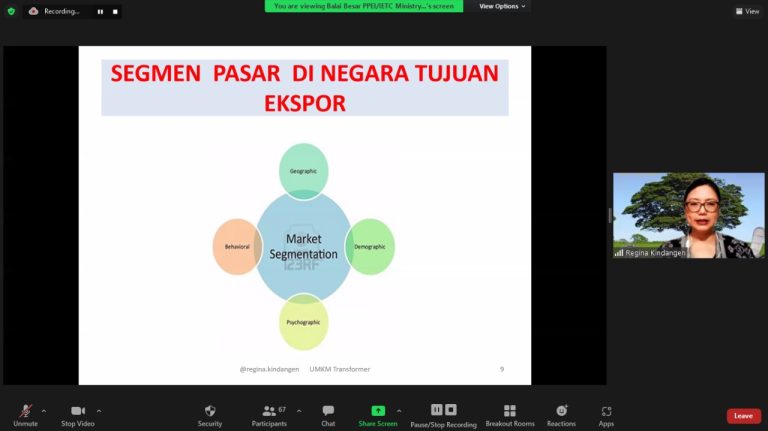 Recording...
You are viewing Balai Besar PPEI/IETC Ministry...'s screen
View Options
View
SEGMEN PASAR DI NEGARA TUJUAN
EKSPOR
Geographic
Behavioral
Market
Segmentation
Demographic
123RF
Psychographic
@regina.kindangen UMKM Transformer 9
Regina Kindangen
67
Unmute
Stop Video
Security
Participants
Chat
Share Screen
Pause/Stop Recording
Breakout Rooms
Reactions
Apps
Leave